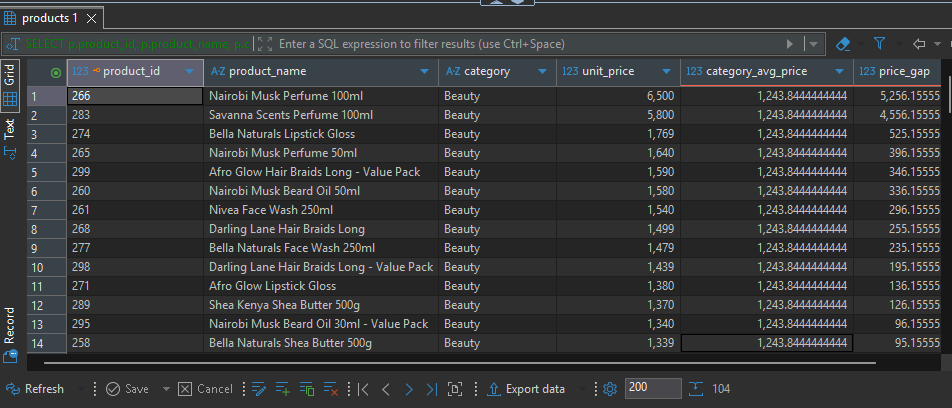 products 1
SELECT p.product_id, p.product_name, p.c
Enter a SQL expression to filter results (use Ctrl+Space)
Grid
Text
Record
123 product_id A-Z product_name A-Z category 123 unit_price 123 category_avg_price 123 price_gap
1 266 Nairobi Musk Perfume 100ml Beauty 6,500 1,243.8444444444 5,256.15555
2 283 Savanna Scents Perfume 100ml Beauty 5,800 1,243.8444444444 4,556.15555
3 274 Bella Naturals Lipstick Gloss Beauty 1,769 1,243.8444444444 525.15555
4 265 Nairobi Musk Perfume 50ml Beauty 1,640 1,243.8444444444 396.15555
5 299 Afro Glow Hair Braids Long - Value Pack Beauty 1,590 1,243.8444444444 346.15555
6 260 Nairobi Musk Beard Oil 50ml Beauty 1,580 1,243.8444444444 336.15555
7 261 Nivea Face Wash 250ml Beauty 1,540 1,243.8444444444 296.15555
8 268 Darling Lane Hair Braids Long Beauty 1,499 1,243.8444444444 255.15555
9 277 Bella Naturals Face Wash 250ml Beauty 1,479 1,243.8444444444 235.15555
10 298 Darling Lane Hair Braids Long - Value Pack Beauty 1,439 1,243.8444444444 195.15555
11 271 Afro Glow Lipstick Gloss Beauty 1,380 1,243.8444444444 136.15555
12 289 Shea Kenya Shea Butter 500g Beauty 1,370 1,243.8444444444 126.15555
13 295 Nairobi Musk Beard Oil 30ml - Value Pack Beauty 1,340 1,243.8444444444 96.15555
14 258 Bella Naturals Shea Butter 500g Beauty 1,339 1,243.8444444444 95.15555
Refresh Save Cancel Export data 200 104